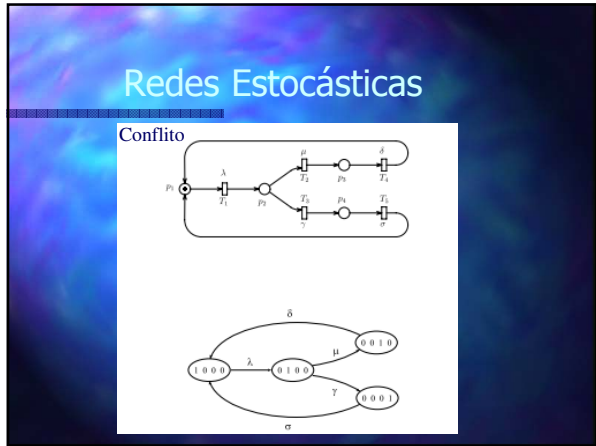 Redes Estocásticas
Conflito
λ
μ
δ
p₁
T₁
p₂
T₂
p₃
T₄
T₃
p₄
T₅
γ
σ
δ
0 0 1 0
μ
λ
1 0 0 0
0 1 0 0
γ
0 0 0 1
σ